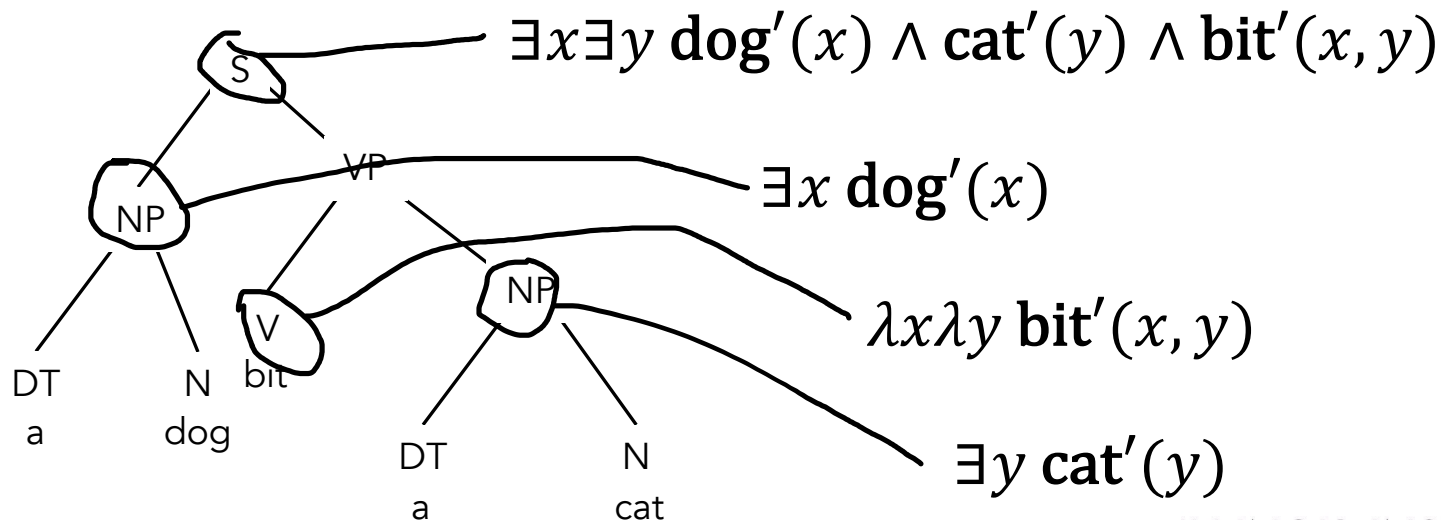 S ∃x∃y dog′(x) ∧ cat′(y) ∧ bit′(x, y)
VP
NP ∃x dog′(x)
NP
V λxλy bit′(x, y)
bit
DT N
a dog
DT N ∃y cat′(y)
a cat